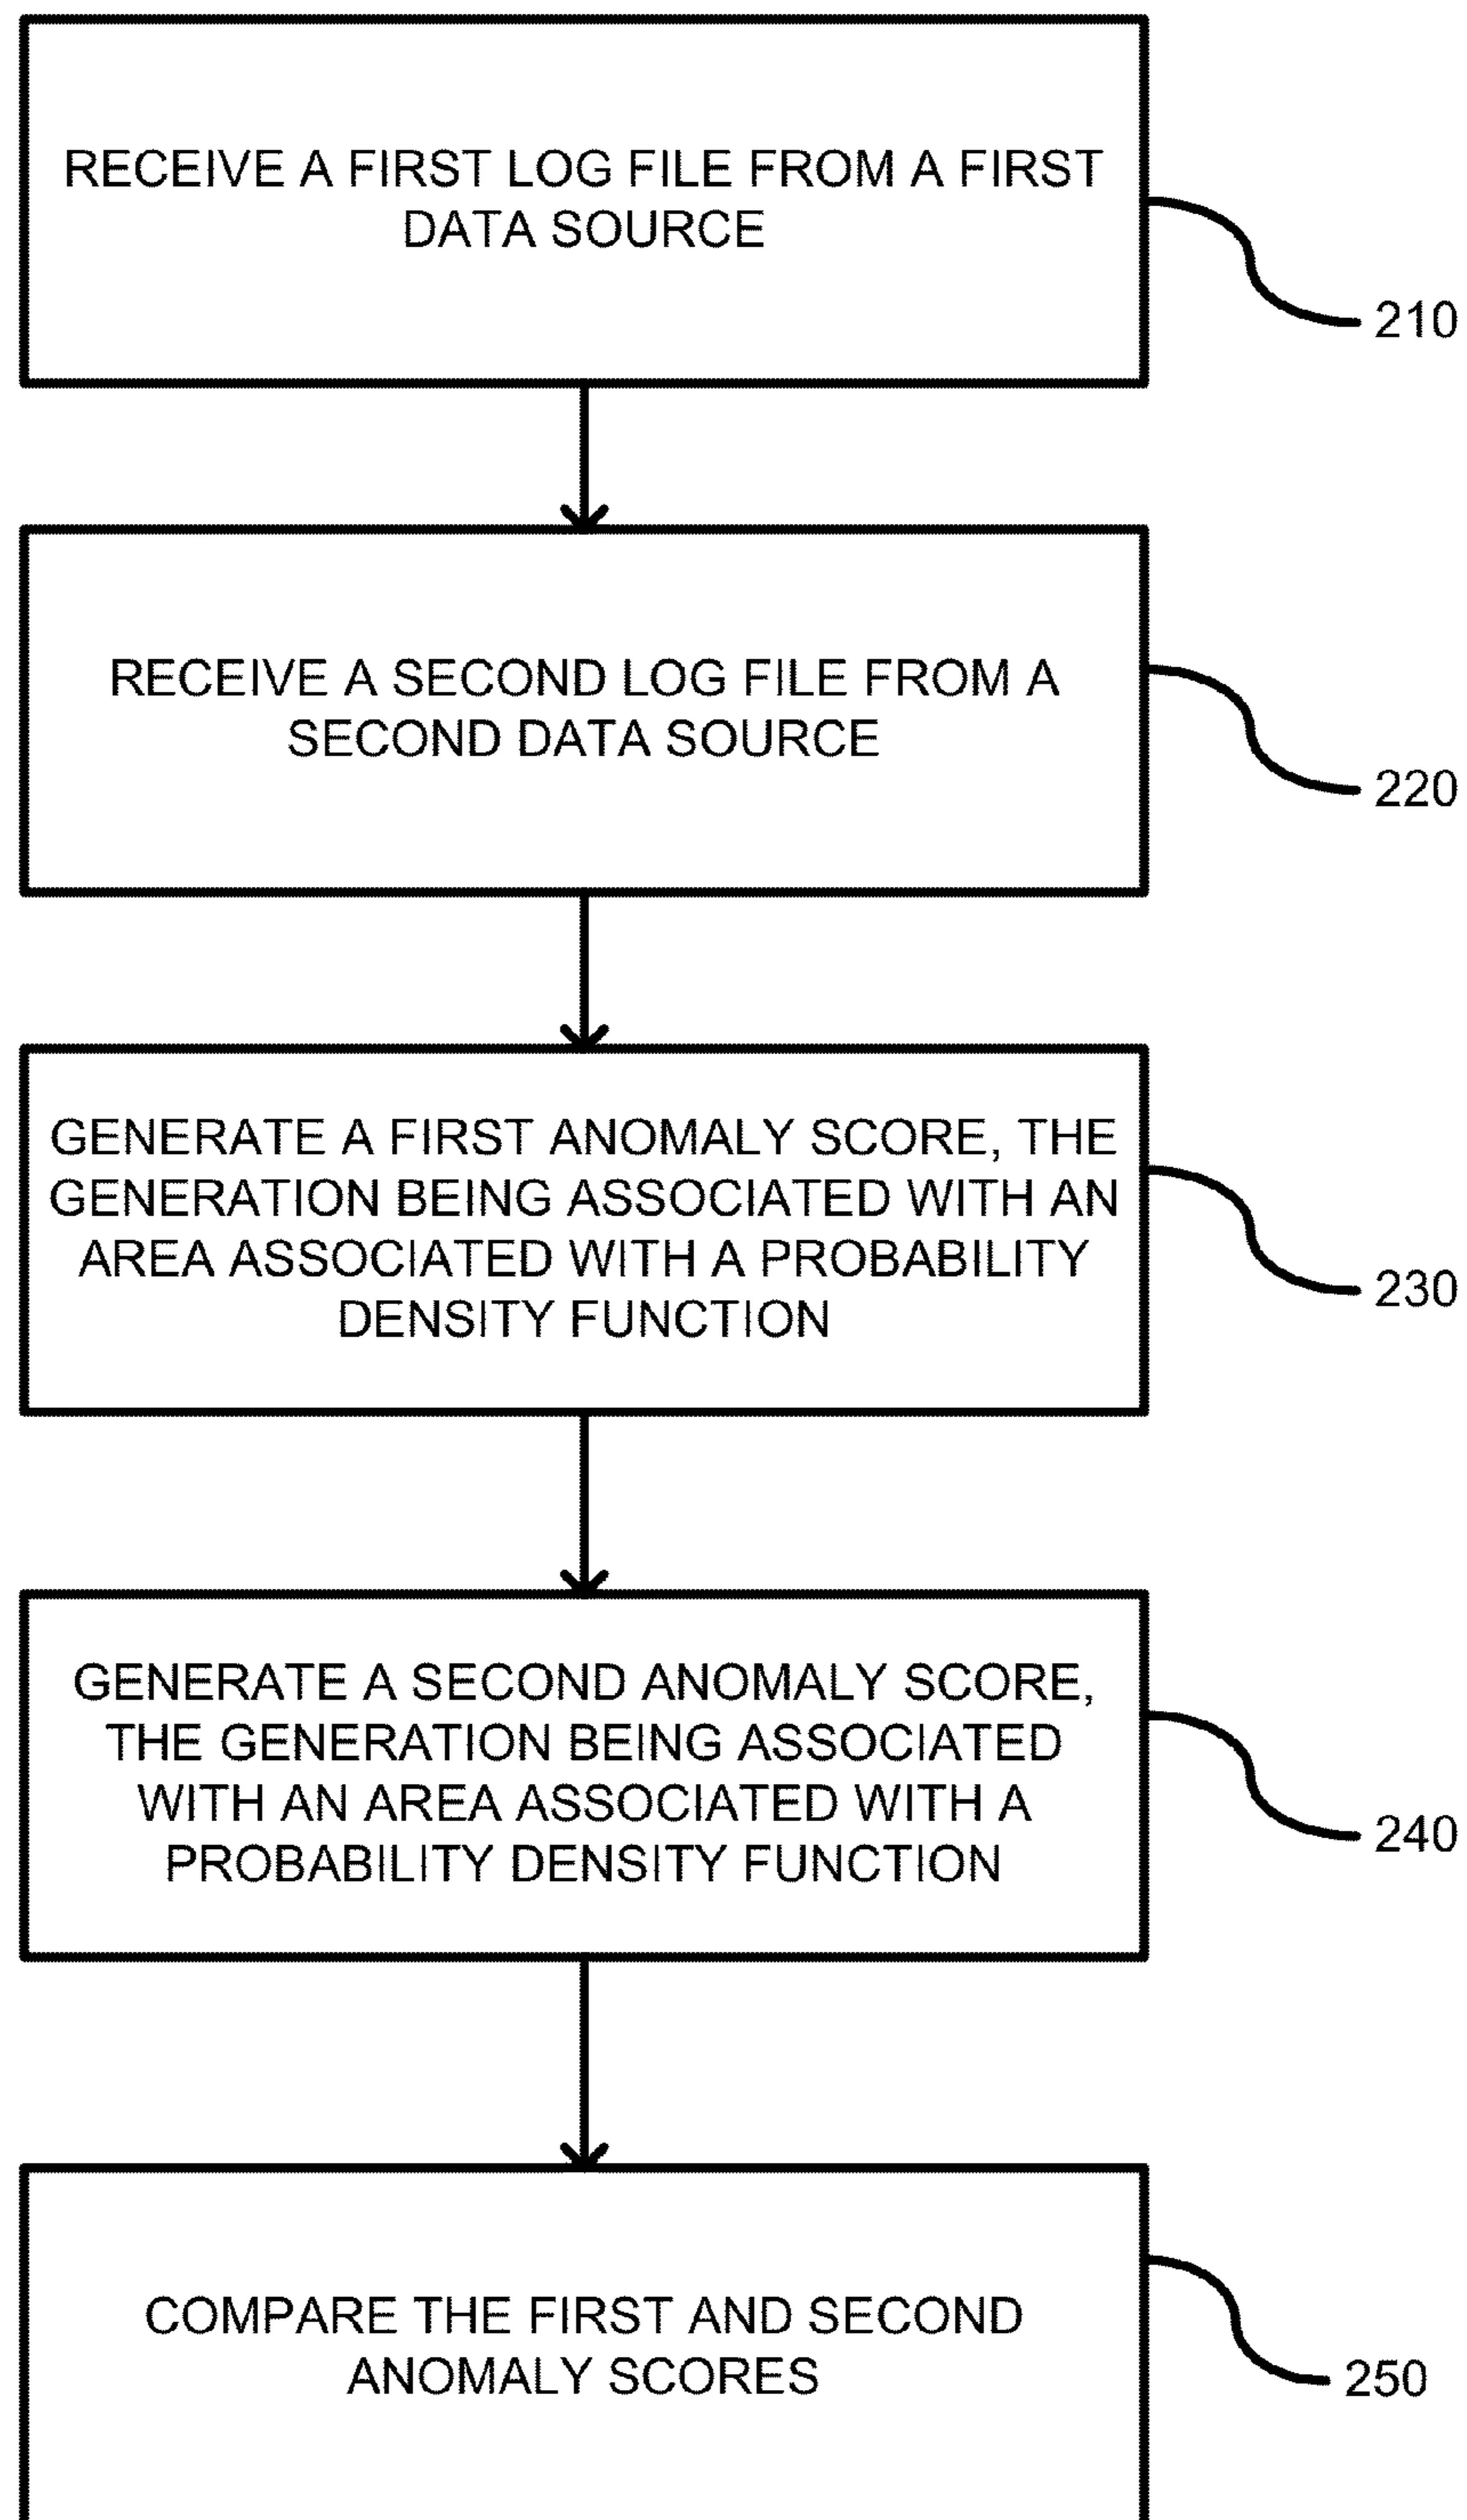 RECEIVE A FIRST LOG FILE FROM A FIRST
DATA SOURCE
210
RECEIVE A SECOND LOG FILE FROM A
SECOND DATA SOURCE
220
GENERATE A FIRST ANOMALY SCORE, THE
GENERATION BEING ASSOCIATED WITH AN
AREA ASSOCIATED WITH A PROBABILITY
DENSITY FUNCTION
230
GENERATE A SECOND ANOMALY SCORE,
THE GENERATION BEING ASSOCIATED
WITH AN AREA ASSOCIATED WITH A
PROBABILITY DENSITY FUNCTION
240
COMPARE THE FIRST AND SECOND
ANOMALY SCORES
250